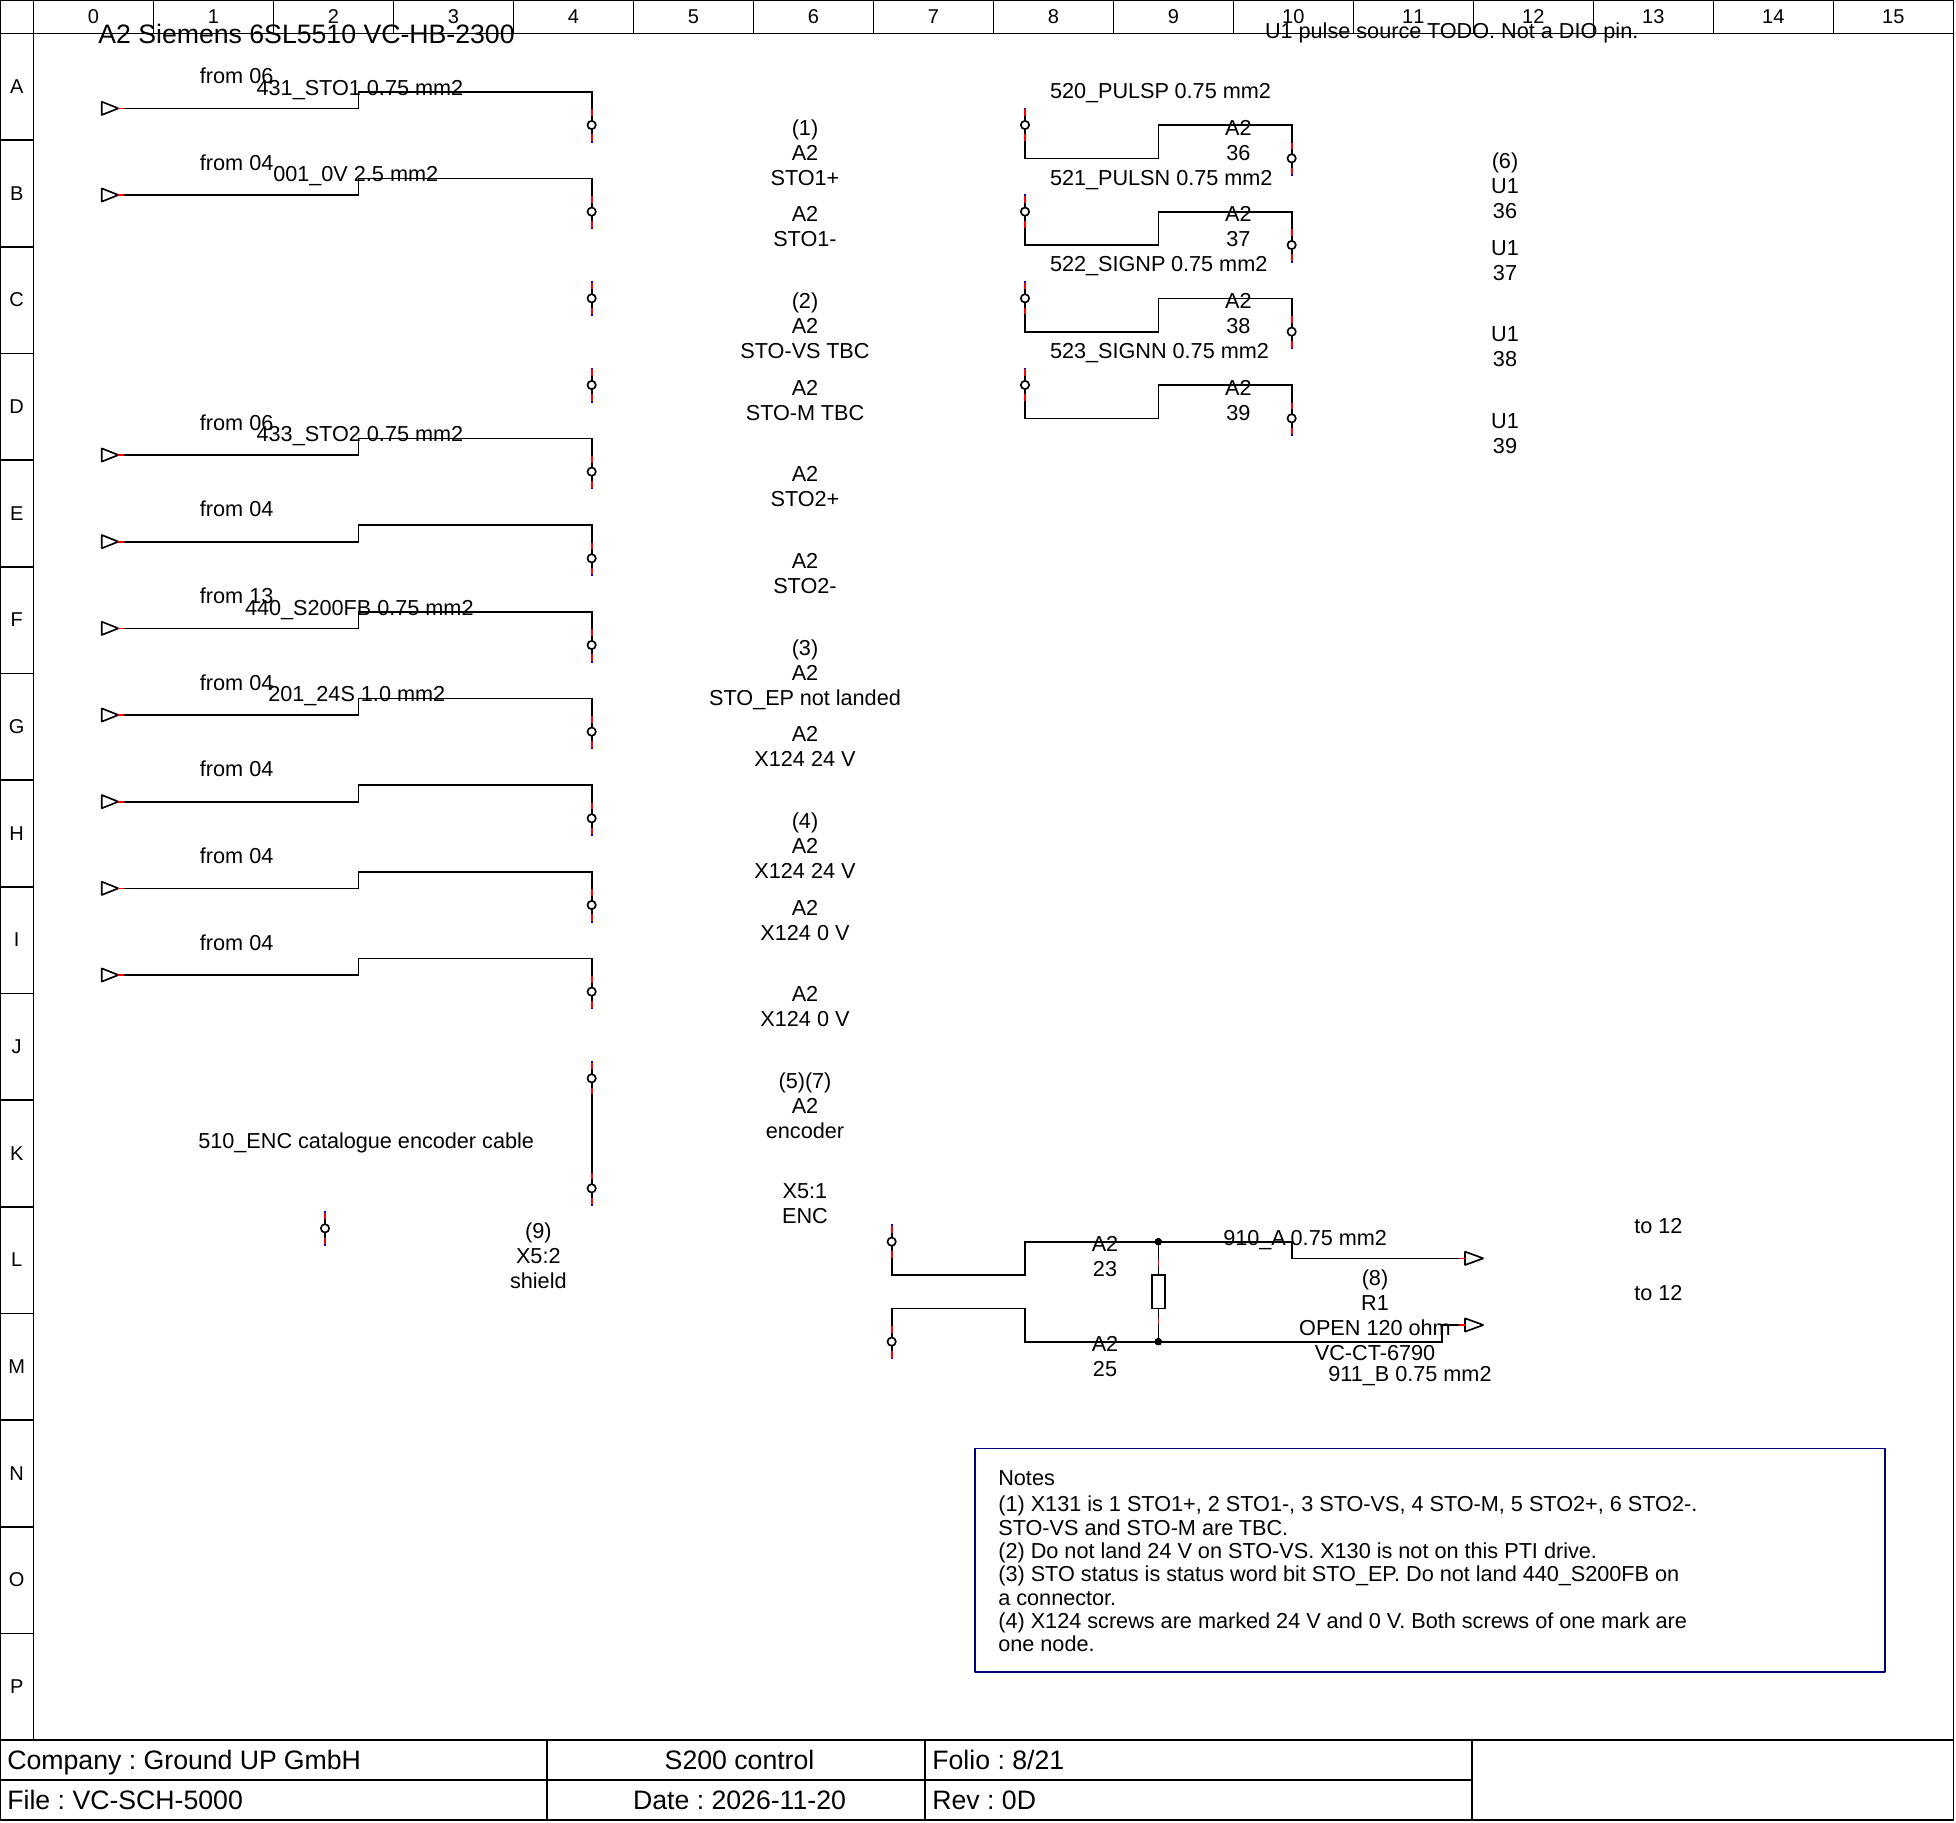 0 1 2 3 4 5 6 7 8 9 10 11 12 13 14 15
A2 Siemens 6SL5510 VC-HB-2300
U1 pulse source TODO. Not a DIO pin.
A
B
C
D
E
F
G
H
I
J
K
L
M
N
O
P
from 06
431_STO1 0.75 mm2
from 04
001_0V 2.5 mm2
from 06
433_STO2 0.75 mm2
from 04
from 13
440_S200FB 0.75 mm2
from 04
201_24S 1.0 mm2
from 04
from 04
from 04
510_ENC catalogue encoder cable
(9)
X5:2
shield
(1)
A2
STO1+
A2
STO1-
(2)
A2
STO-VS TBC
A2
STO-M TBC
A2
STO2+
A2
STO2-
(3)
A2
STO_EP not landed
A2
X124 24 V
(4)
A2
X124 24 V
A2
X124 0 V
A2
X124 0 V
(5)(7)
A2
encoder
X5:1
ENC
520_PULSP 0.75 mm2
A2
36
521_PULSN 0.75 mm2
A2
37
522_SIGNP 0.75 mm2
A2
38
523_SIGNN 0.75 mm2
A2
39
(6)
U1
36
U1
37
U1
38
U1
39
A2
23
910_A 0.75 mm2
to 12
(8)
R1
OPEN 120 ohm
VC-CT-6790
to 12
A2
25
911_B 0.75 mm2
Notes
(1) X131 is 1 STO1+, 2 STO1-, 3 STO-VS, 4 STO-M, 5 STO2+, 6 STO2-.
STO-VS and STO-M are TBC.
(2) Do not land 24 V on STO-VS. X130 is not on this PTI drive.
(3) STO status is status word bit STO_EP. Do not land 440_S200FB on
a connector.
(4) X124 screws are marked 24 V and 0 V. Both screws of one mark are
one node.
Company : Ground UP GmbH
S200 control
Folio : 8/21
File : VC-SCH-5000
Date : 2026-11-20
Rev : 0D